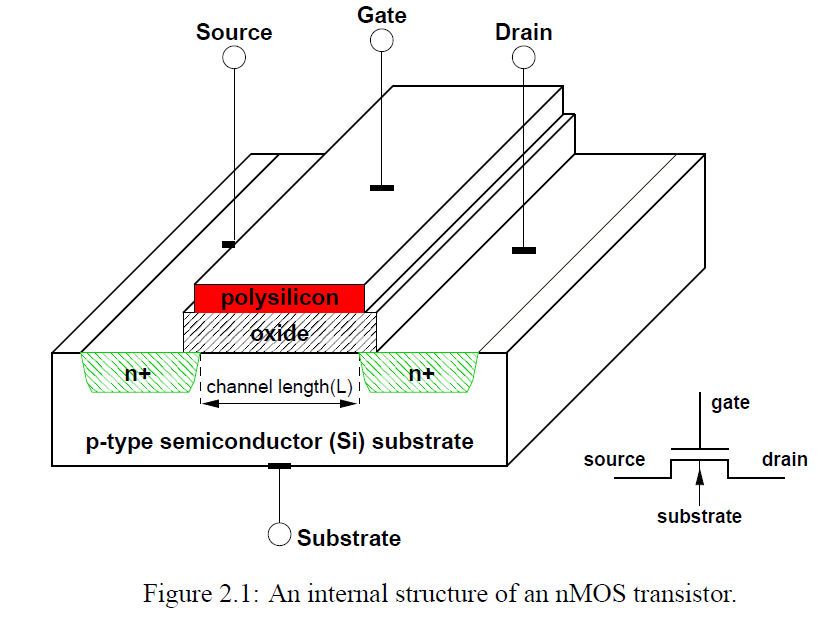 Gate
Source
Drain
polysilicon
oxide
n+
n+
channel length(L)
p-type semiconductor (Si) substrate
gate
source
drain
substrate
Substrate
Figure 2.1: An internal structure of an nMOS transistor.